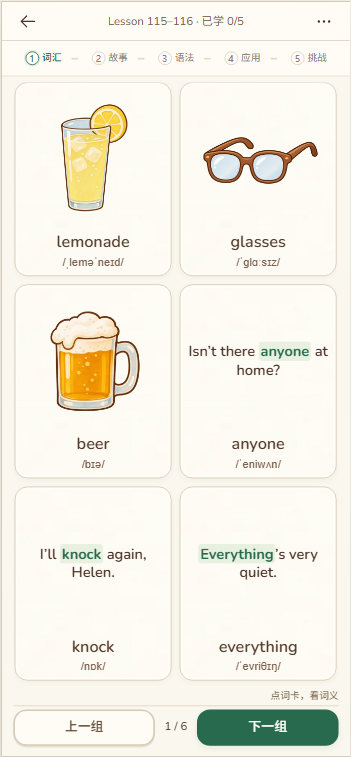 Lesson 115–116 · 已学 0/5
1 词汇 – 2 故事 – 3 语法 – 4 应用 – 5 挑战
lemonade
/ˌleməˈneɪd/
glasses
/ˈɡlɑːsɪz/
beer
/bɪə/
Isn’t there anyone at
home?
anyone
/ˈeniwʌn/
I’ll knock again,
Helen.
knock
/nɒk/
Everything’s very
quiet.
everything
/ˈevriθɪŋ/
点词卡，看词义
上一组
1 / 6
下一组